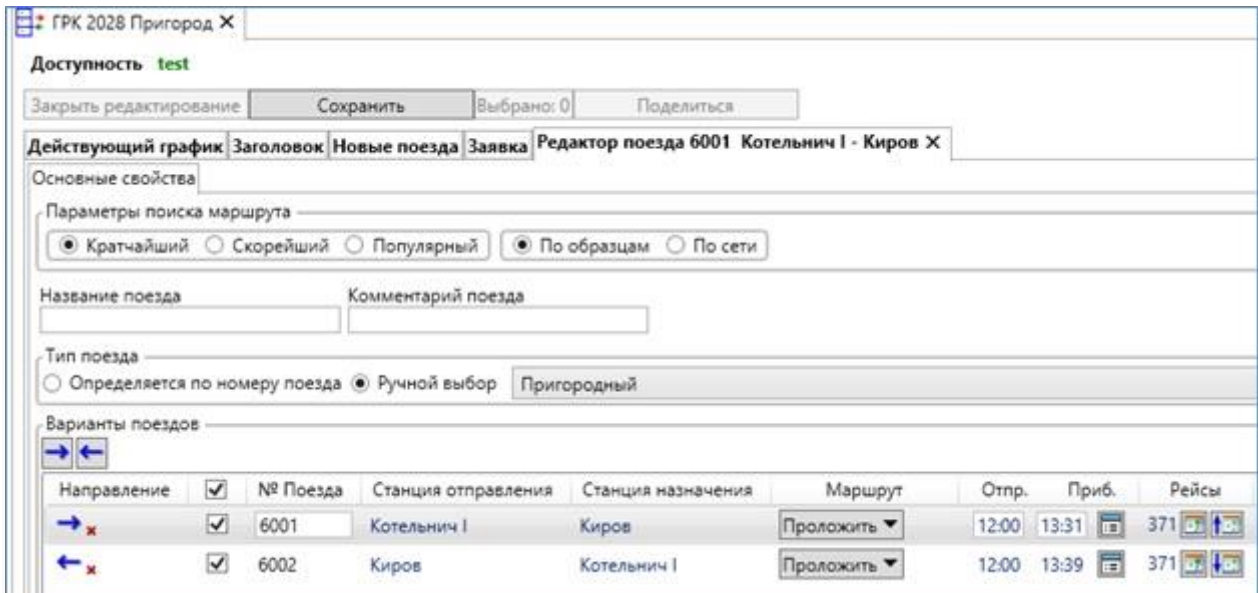 ГРК 2028 Пригород X
Доступность test
Закрыть редактирование Сохранить Выбрано: 0 Поделиться
Действующий график Заголовок Новые поезда Заявка Редактор поезда 6001 Котельнич I - Киров X
Основные свойства
Параметры поиска маршрута
Кратчайший Скорейший Популярный По образцам По сети
Название поезда Комментарий поезда
Тип поезда
Определяется по номеру поезда Ручной выбор Пригородный
Варианты поездов
Направление № Поезда Станция отправления Станция назначения Маршрут Отпр. Приб. Рейсы
6001 Котельнич I Киров Проложить 12:00 13:31 371
6002 Киров Котельнич I Проложить 12:00 13:39 371